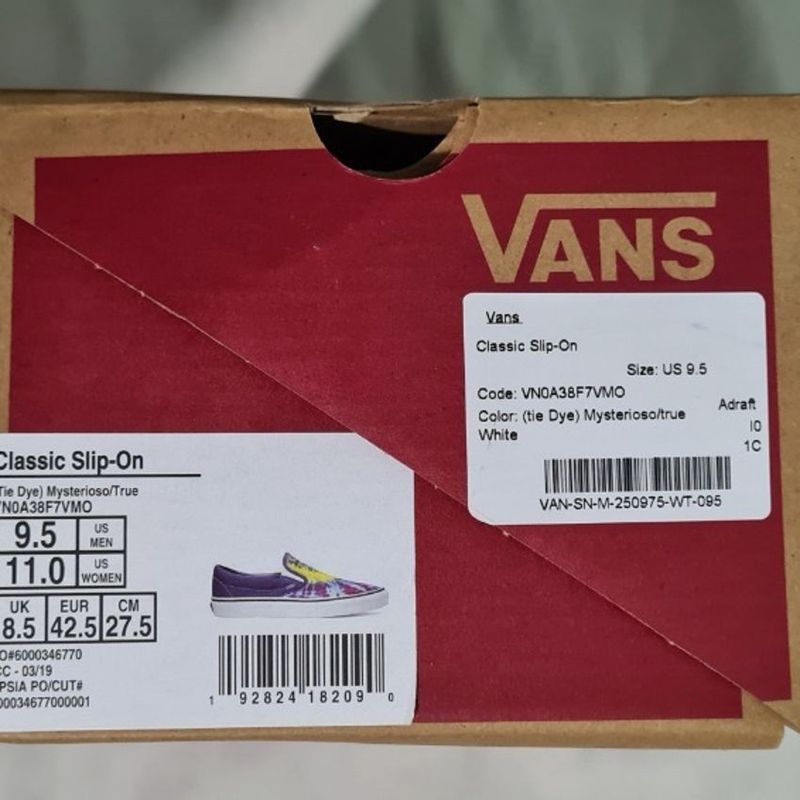 VANS
Vans
Classic Slip-On
Size: US 9.5
Code: VN0A38F7VMO
Color: (tie Dye) Mysterioso/true White
Adraft
I0
1C
VAN-SN-M-250975-WT-095
Classic Slip-On
Tie Dye) Mysterioso/True
VN0A38F7VMO
9.5 US MEN
11.0 US WOMEN
UK EUR CM
8.5 42.5 27.5
O#6000346770
CC - 03/19
PSIA PO/CUT#
00034677000001
1 92824 18209 0